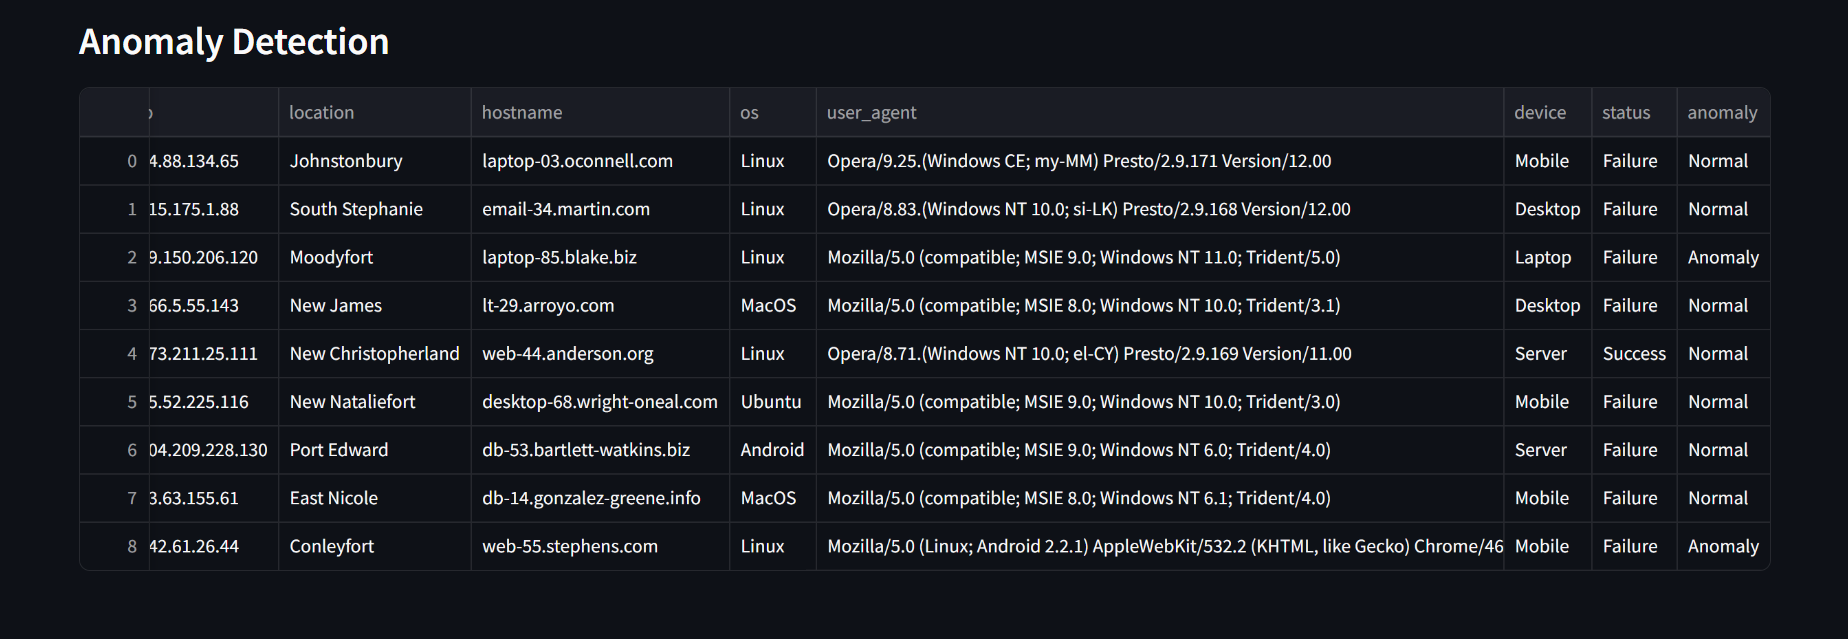 Anomaly Detection
location hostname os user_agent device status anomaly
0 4.88.134.65 Johnstonbury laptop-03.oconnell.com Linux Opera/9.25.(Windows CE; my-MM) Presto/2.9.171 Version/12.00 Mobile Failure Normal
1 15.175.1.88 South Stephanie email-34.martin.com Linux Opera/8.83.(Windows NT 10.0; si-LK) Presto/2.9.168 Version/12.00 Desktop Failure Normal
2 9.150.206.120 Moodyfort laptop-85.blake.biz Linux Mozilla/5.0 (compatible; MSIE 9.0; Windows NT 11.0; Trident/5.0) Laptop Failure Anomaly
3 66.5.55.143 New James lt-29.arroyo.com MacOS Mozilla/5.0 (compatible; MSIE 8.0; Windows NT 10.0; Trident/3.1) Desktop Failure Normal
4 73.211.25.111 New Christopherland web-44.anderson.org Linux Opera/8.71.(Windows NT 10.0; el-CY) Presto/2.9.169 Version/11.00 Server Success Normal
5 5.52.225.116 New Nataliefort desktop-68.wright-oneal.com Ubuntu Mozilla/5.0 (compatible; MSIE 9.0; Windows NT 10.0; Trident/3.0) Mobile Failure Normal
6 04.209.228.130 Port Edward db-53.bartlett-watkins.biz Android Mozilla/5.0 (compatible; MSIE 9.0; Windows NT 6.0; Trident/4.0) Server Failure Normal
7 3.63.155.61 East Nicole db-14.gonzalez-greene.info MacOS Mozilla/5.0 (compatible; MSIE 8.0; Windows NT 6.1; Trident/4.0) Mobile Failure Normal
8 42.61.26.44 Conleyfort web-55.stephens.com Linux Mozilla/5.0 (Linux; Android 2.2.1) AppleWebKit/532.2 (KHTML, like Gecko) Chrome/46 Mobile Failure Anomaly